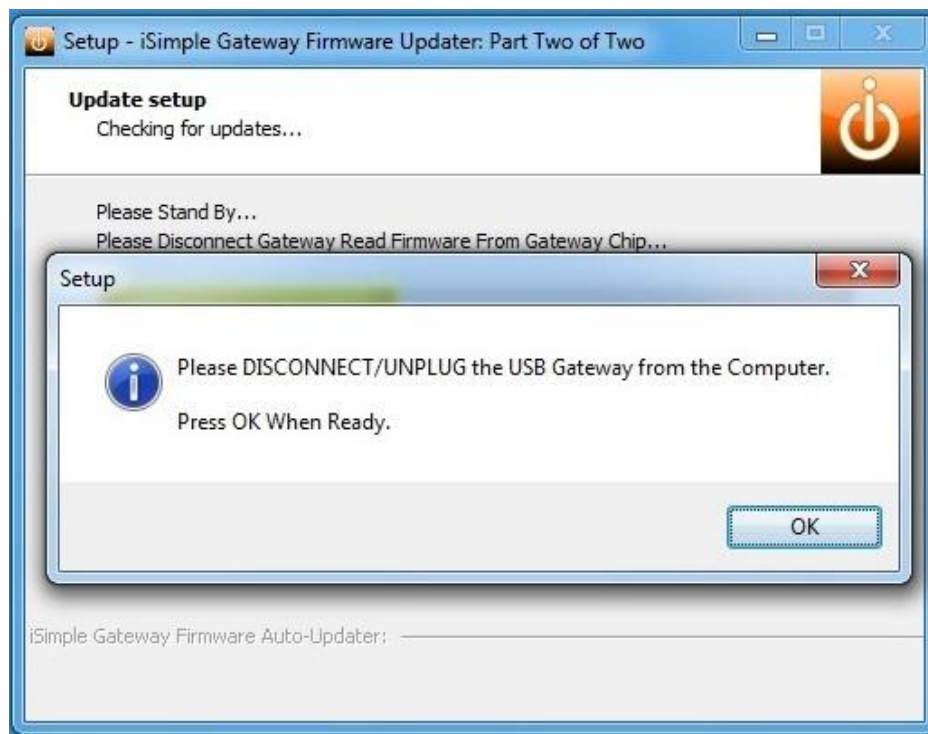 Setup - iSimple Gateway Firmware Updater: Part Two of Two
Update setup
Checking for updates...
Please Stand By...
Please Disconnect Gateway Read Firmware From Gateway Chip...
Setup
Please DISCONNECT/UNPLUG the USB Gateway from the Computer.
Press OK When Ready.
OK
iSimple Gateway Firmware Auto-Updater: